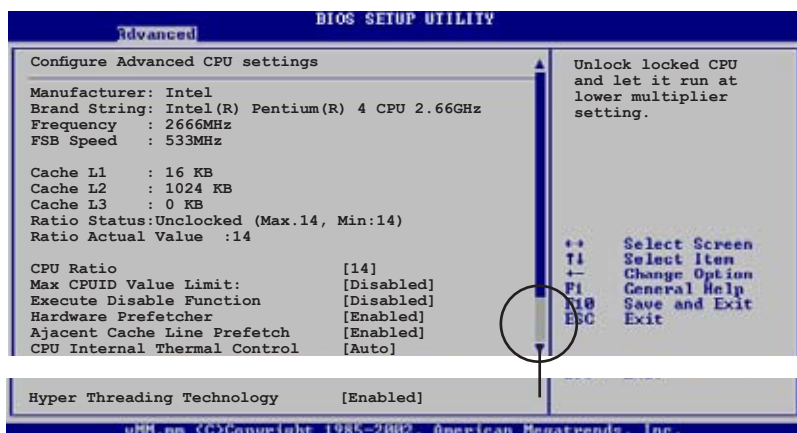 BIOS SETUP UTILITY
Advanced
Configure Advanced CPU settings
Manufacturer: Intel
Brand String: Intel(R) Pentium(R) 4 CPU 2.66GHz
Frequency : 2666MHz
FSB Speed : 533MHz
Cache L1 : 16 KB
Cache L2 : 1024 KB
Cache L3 : 0 KB
Ratio Status:Unclocked (Max.14, Min:14)
Ratio Actual Value :14
CPU Ratio [14]
Max CPUID Value Limit: [Disabled]
Execute Disable Function [Disabled]
Hardware Prefetcher [Enabled]
Ajacent Cache Line Prefetch [Enabled]
CPU Internal Thermal Control [Auto]
Hyper Threading Technology [Enabled]
Unlock locked CPU
and let it run at
lower multiplier
setting.
↔ Select Screen
↑↓ Select Item
+- Change Option
F1 General Help
F10 Save and Exit
ESC Exit
(C)Copyright 1985-2002, American Megatrends, Inc.